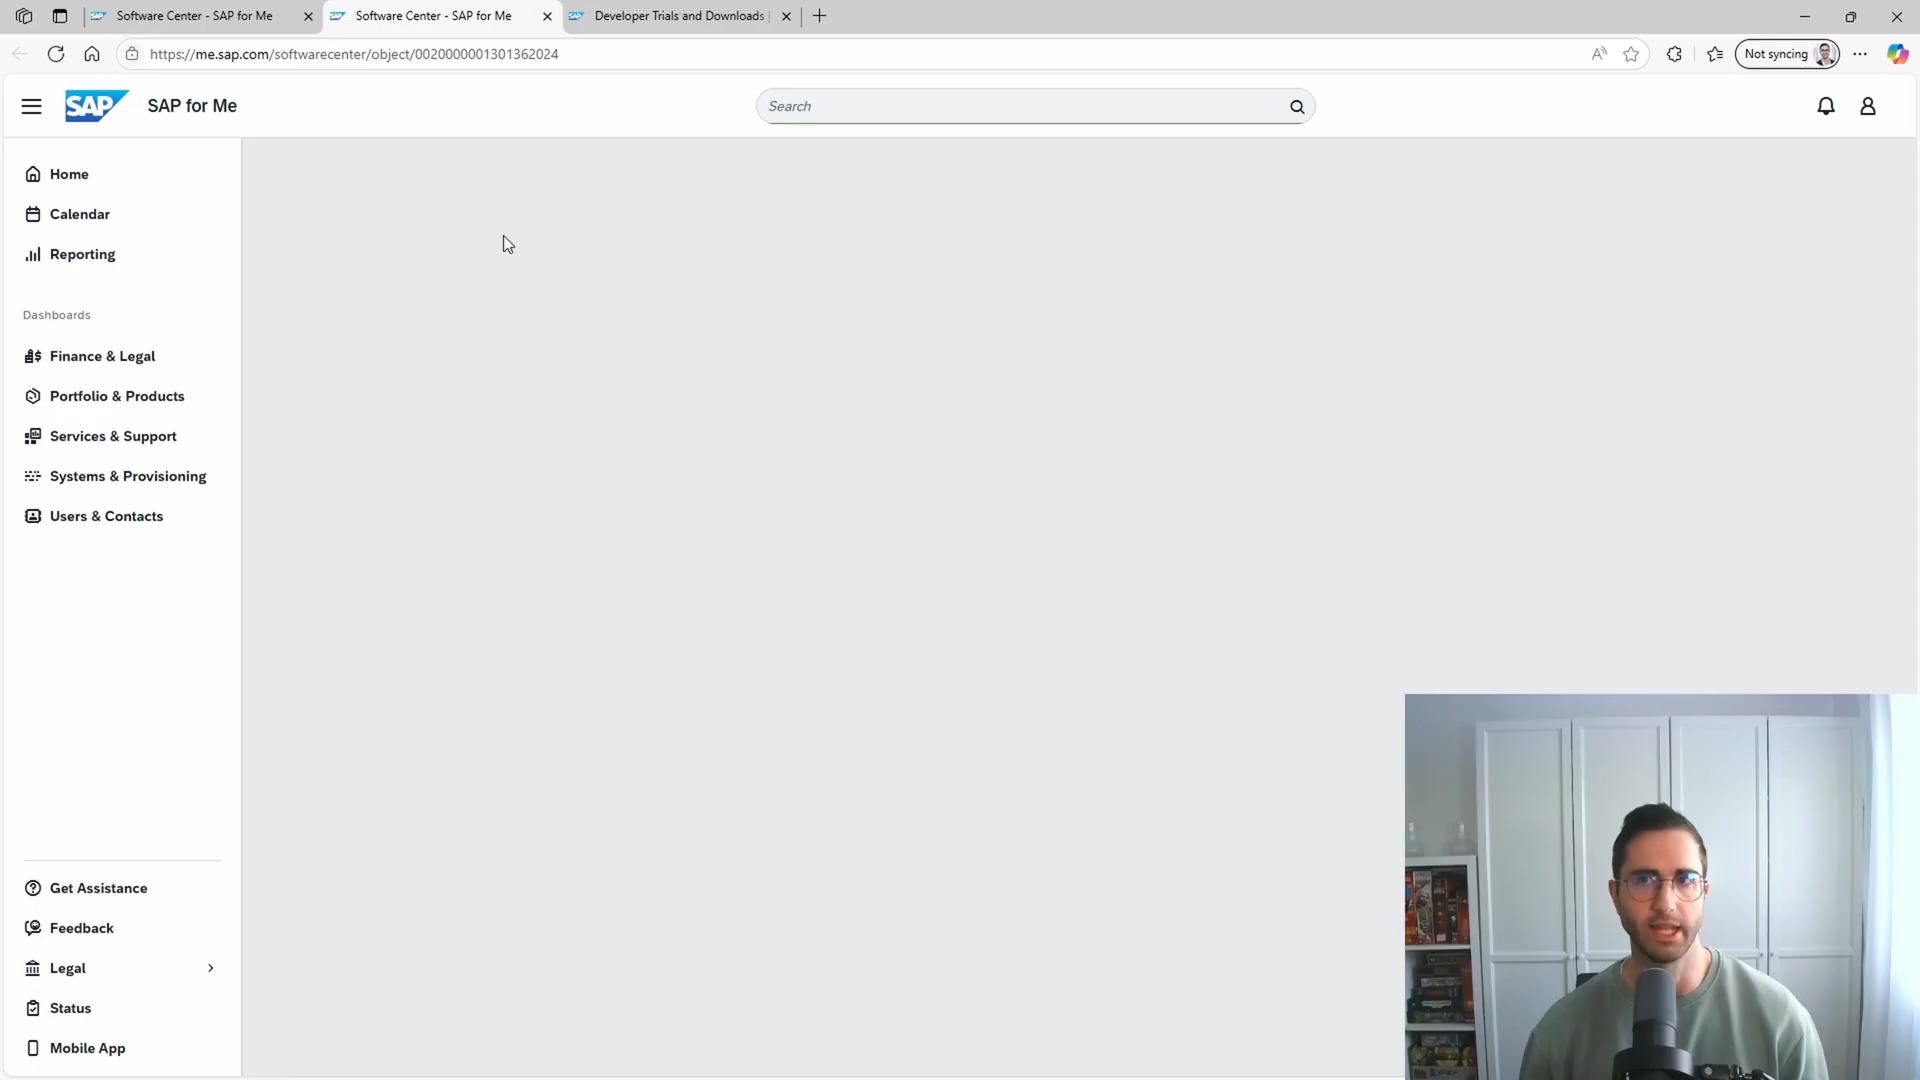 Software Center - SAP for Me
Software Center - SAP for Me
Developer Trials and Downloads
https://me.sap.com/softwarecenter/object/0020000001301362024
Not syncing
SAP
SAP for Me
Search
Home
Calendar
Reporting
Dashboards
Finance & Legal
Portfolio & Products
Services & Support
Systems & Provisioning
Users & Contacts
Get Assistance
Feedback
Legal
Status
Mobile App